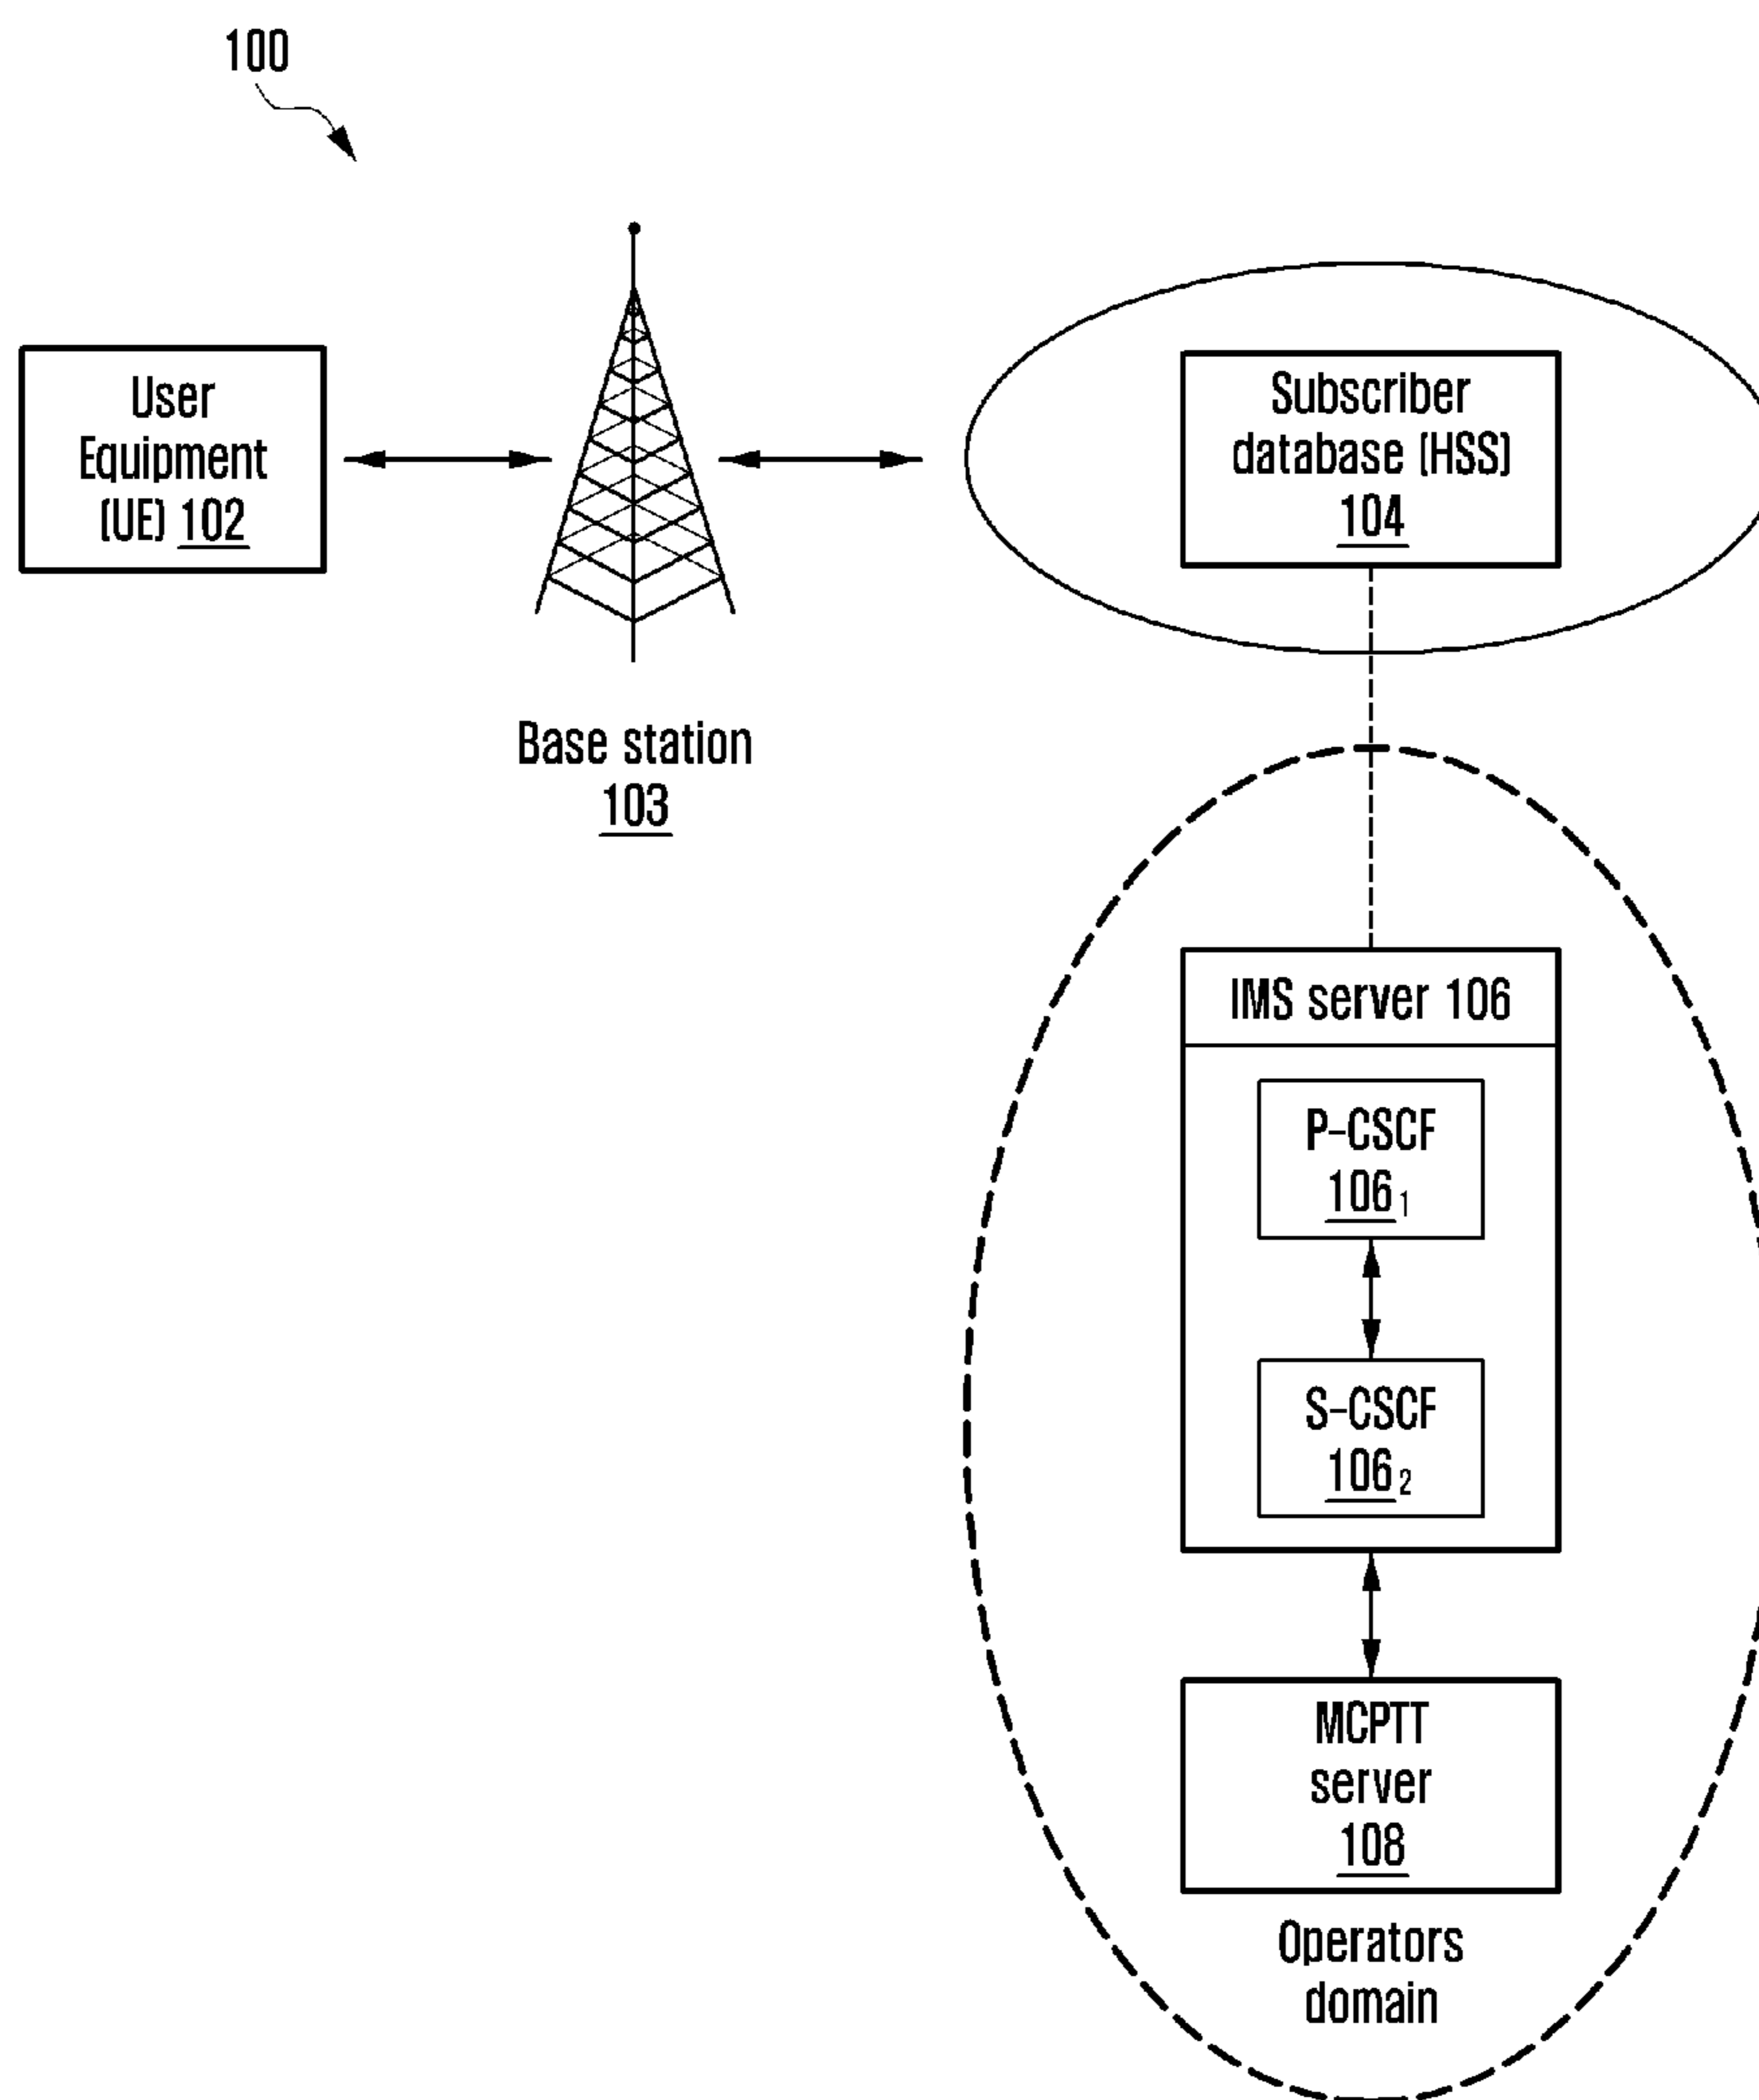 100
User
Equipment
(UE) 102
Base station
103
Subscriber
database (HSS)
104
IMS server 106
P-CSCF
106₁
S-CSCF
106₂
MCPTT
server
108
Operators
domain